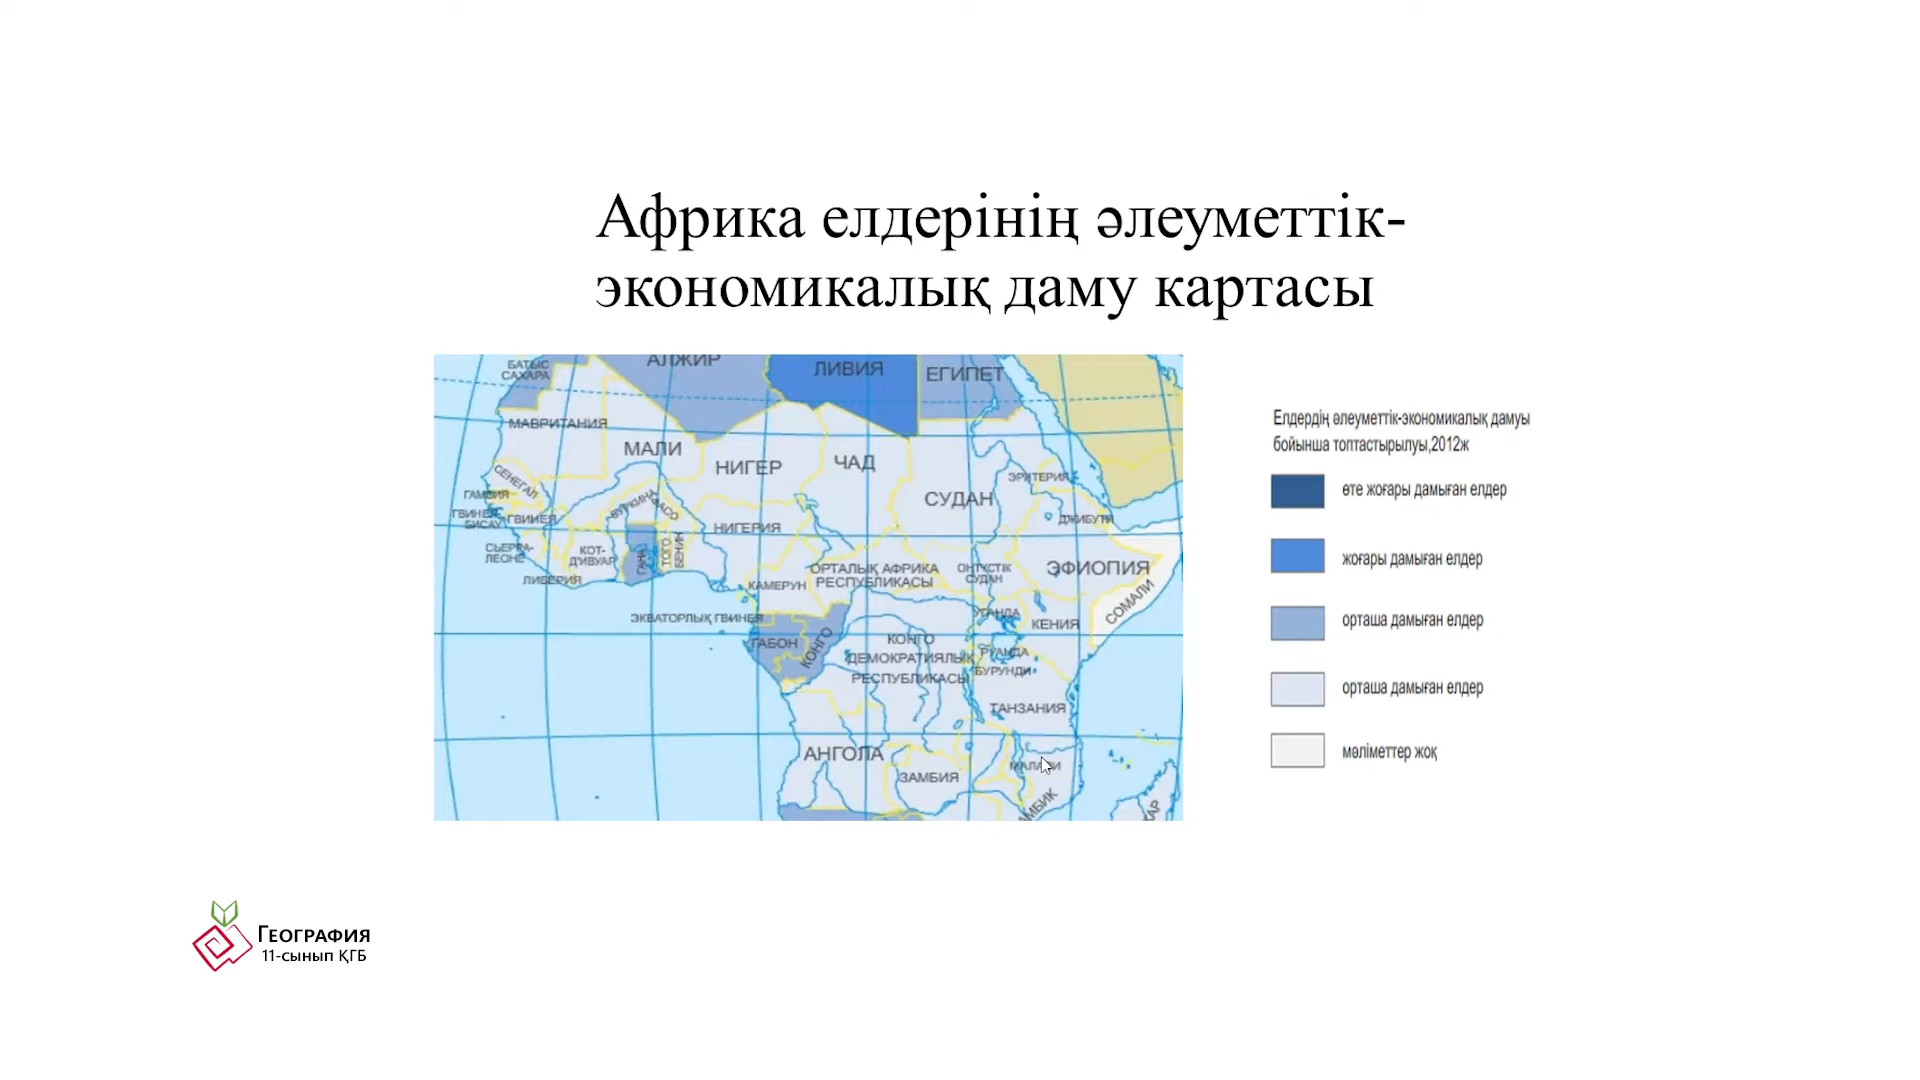 Африка елдерінің әлеуметтік-
экономикалық даму картасы
БАТЫС
САХАРА
АЛЖИР
ЛИВИЯ
ЕГИПЕТ
МАВРИТАНИЯ
МАЛИ
НИГЕР
ЧАД
СУДАН
ЭРИТЕРИЯ
СЕНЕГАЛ
ГАМБИЯ
ГВИНЕЯ-
БИСАУ
ГВИНЕЯ
БУРКИНА ФАСО
НИГЕРИЯ
ДЖИБУТИ
СЬЕРРА-
ЛЕОНЕ
КОТ-
Д'ИВУАР
ГАНА
ТОГО
БЕНИН
ЛИБЕРИЯ
КАМЕРУН
ОРТАЛЫҚ АФРИКА
РЕСПУБЛИКАСЫ
ОҢТҮСТІК
СУДАН
ЭФИОПИЯ
СОМАЛИ
ЭКВАТОРЛЫҚ ГВИНЕЯ
ГАБОН
КОНГО
КОНГО
ДЕМОКРАТИЯЛЫҚ
РЕСПУБЛИКАСЫ
УГАНДА
КЕНИЯ
РУАНДА
БУРУНДИ
ТАНЗАНИЯ
АНГОЛА
ЗАМБИЯ
МБИК
КАР
Елдердің әлеуметтік-экономикалық дамуы
бойынша топтастырылуы,2012ж
өте жоғары дамыған елдер
жоғары дамыған елдер
орташа дамыған елдер
орташа дамыған елдер
мәліметтер жоқ
ГЕОГРАФИЯ
11-сынып ҚГБ